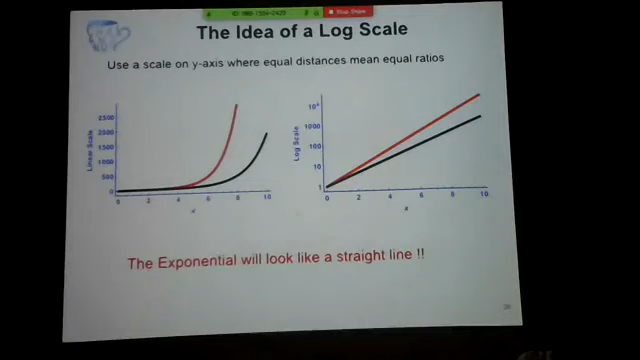 Stop Share
The Idea of a Log Scale
Use a scale on y-axis where equal distances mean equal ratios
Linear Scale
2500
2000
1500
1000
500
0
0 2 4 6 8 10
x
Log Scale
10⁴
1000
100
10
1
0 2 4 6 8 10
x
The Exponential will look like a straight line !!